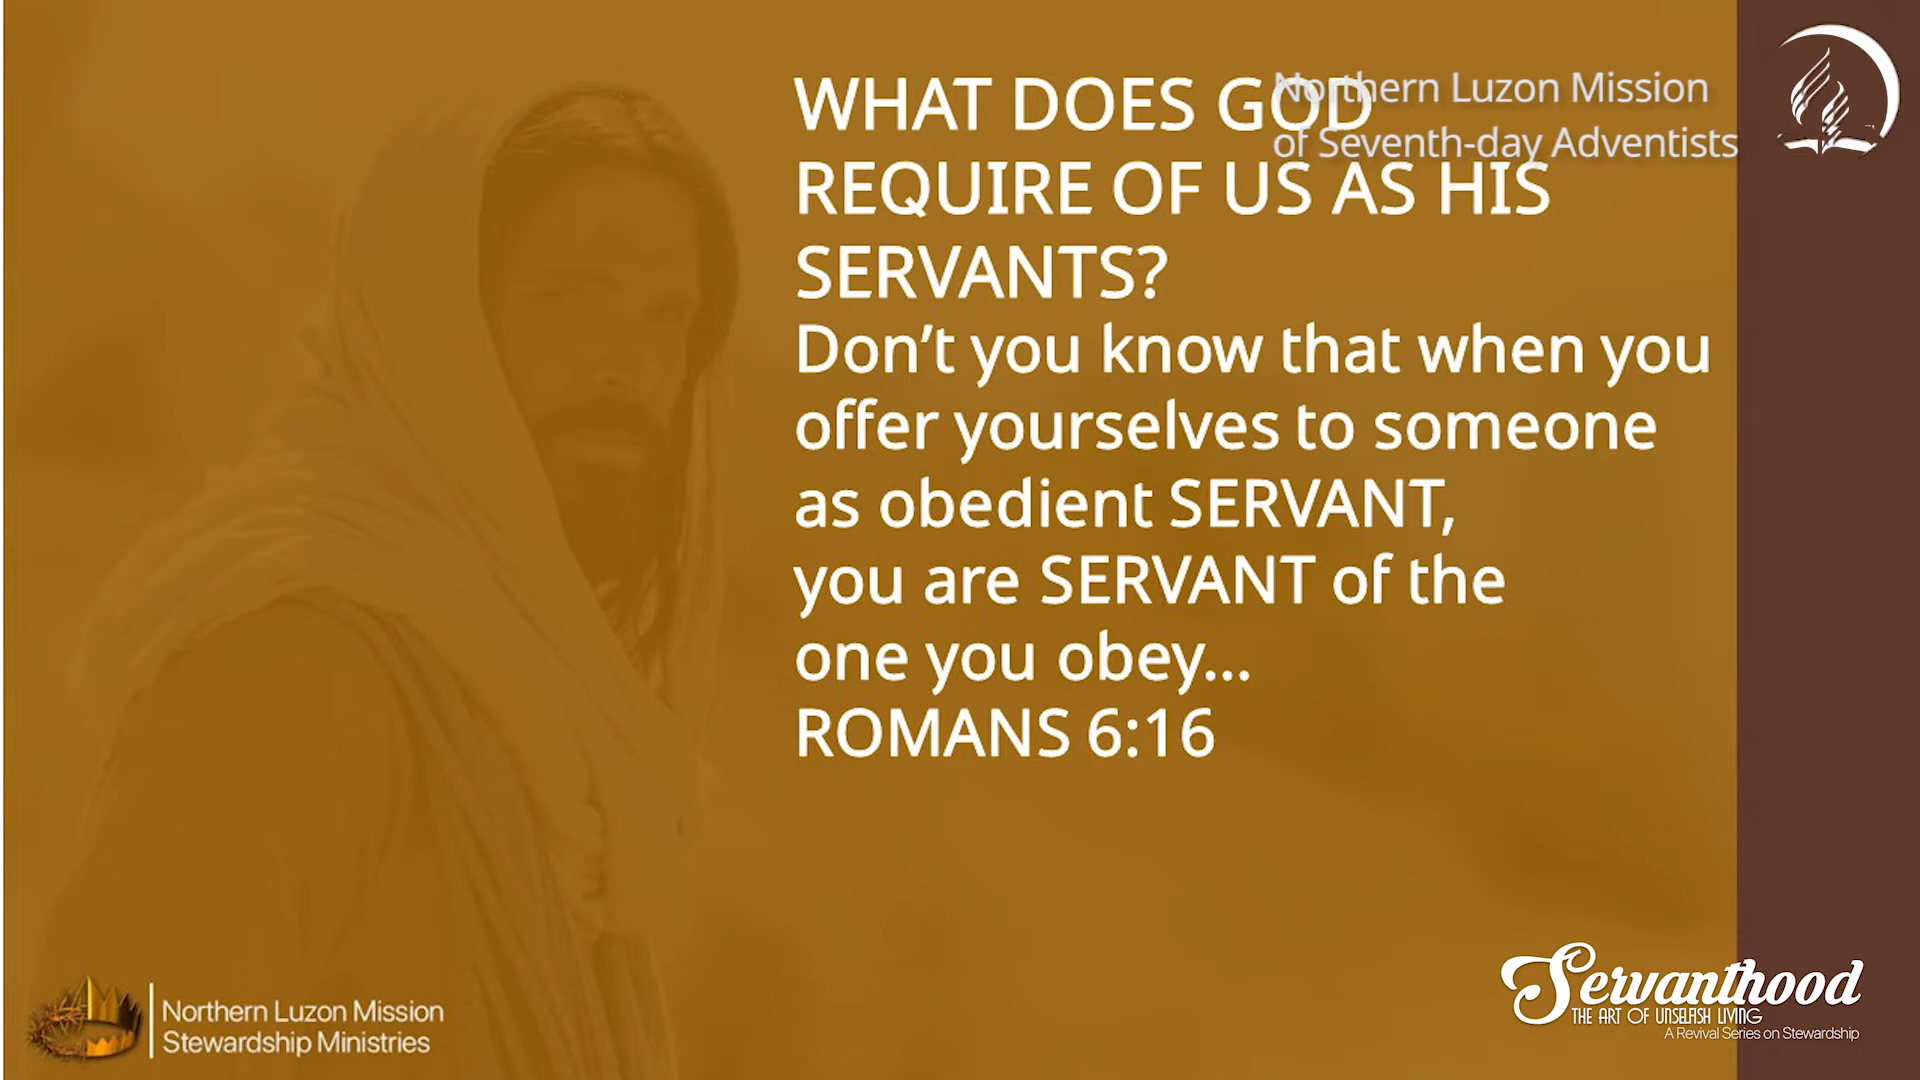 WHAT DOES GOD
REQUIRE OF US AS HIS
SERVANTS?
Don’t you know that when you
offer yourselves to someone
as obedient SERVANT,
you are SERVANT of the
one you obey...
ROMANS 6:16
Northern Luzon Mission
of Seventh-day Adventists
Northern Luzon Mission
Stewardship Ministries
Servanthood
THE ART OF UNSELFISH LIVING
A Revival Series on Stewardship